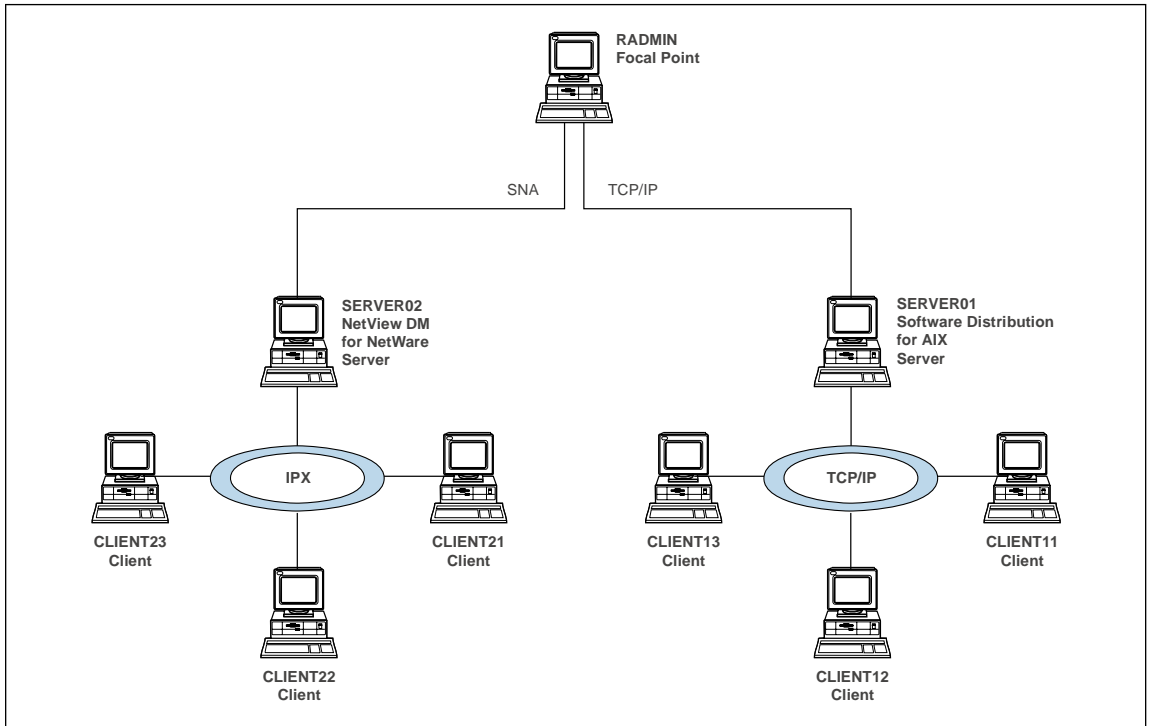 RADMIN
Focal Point
SNA
TCP/IP
SERVER02
NetView DM
for NetWare
Server
SERVER01
Software Distribution
for AIX
Server
IPX
TCP/IP
CLIENT23
Client
CLIENT21
Client
CLIENT13
Client
CLIENT11
Client
CLIENT22
Client
CLIENT12
Client